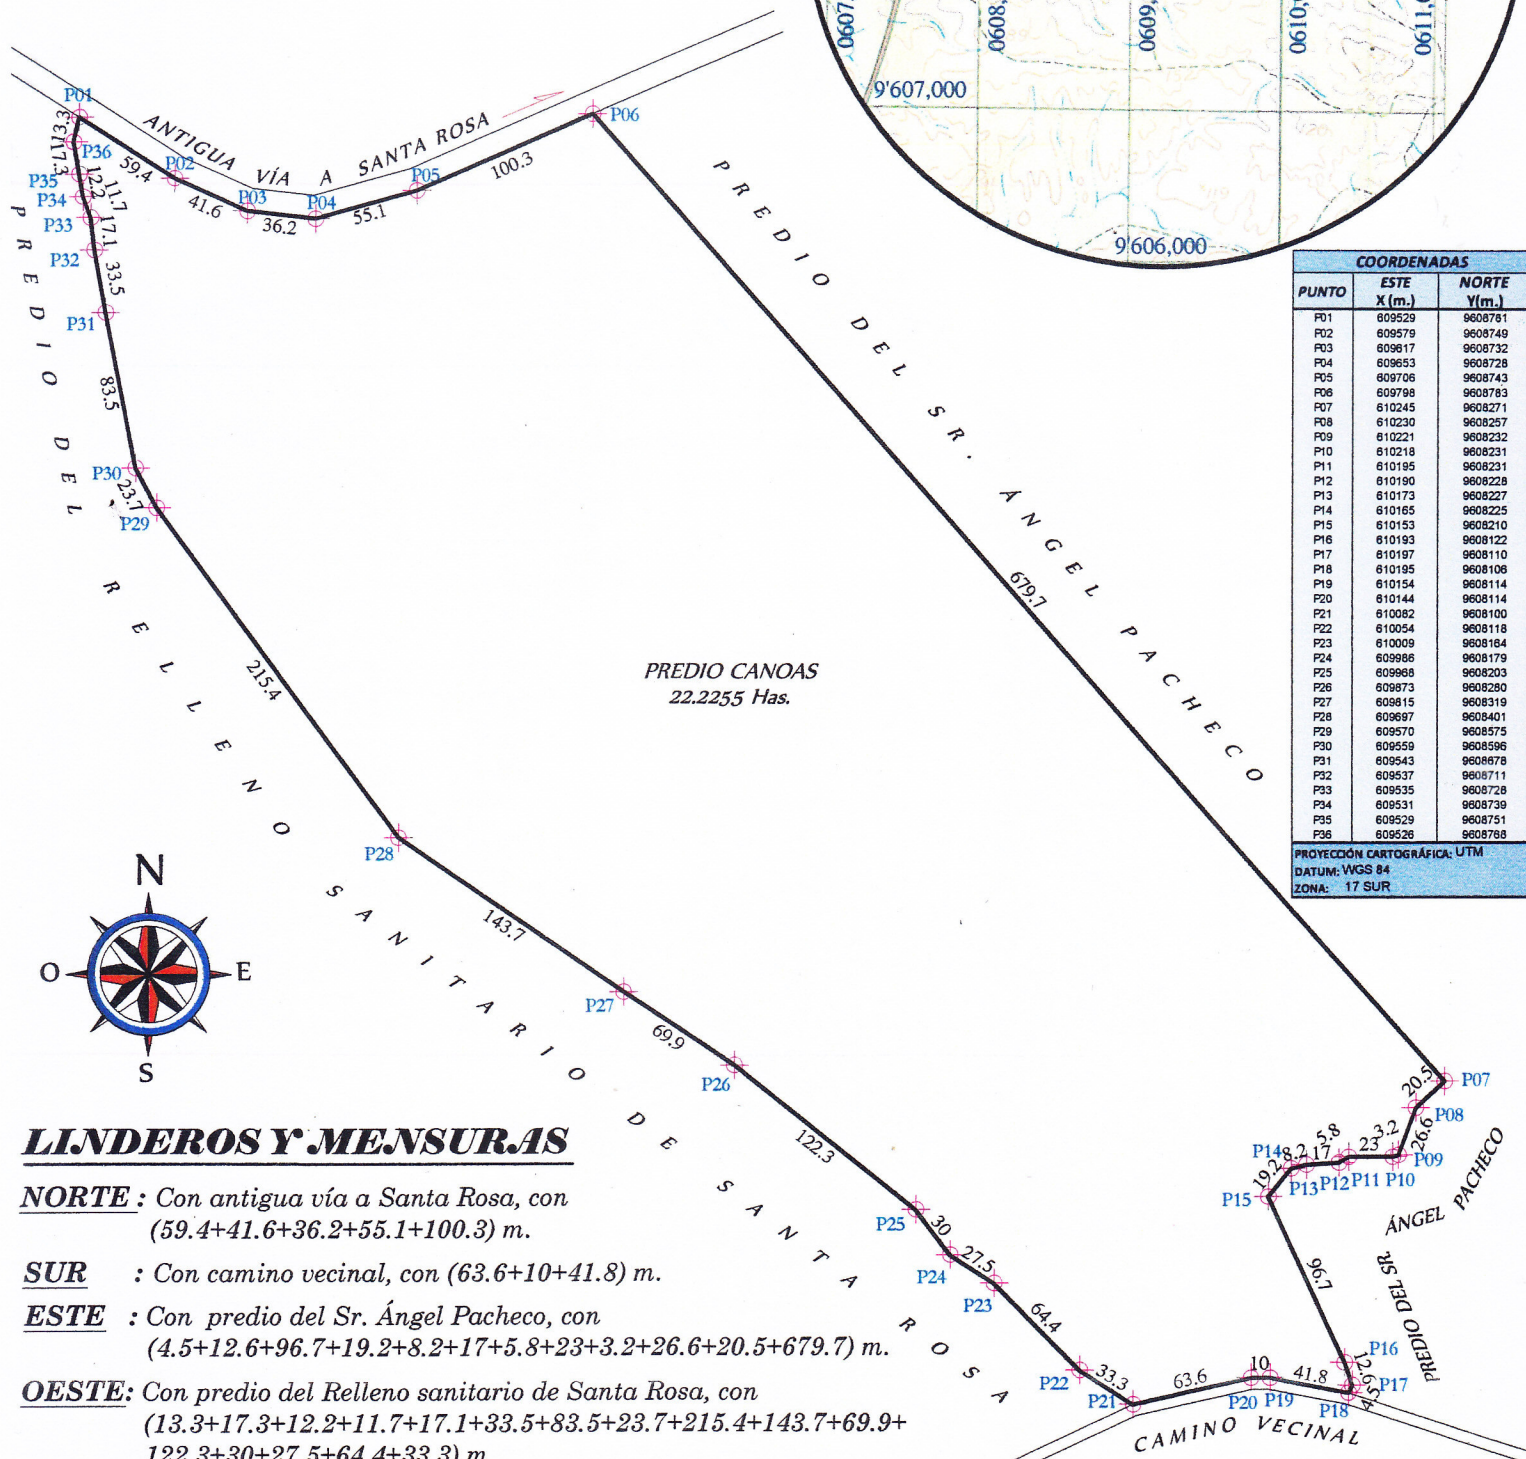 0607,
0608,
0609,
0610,
0611,
9'607,000
9'606,000
P01
13.3
P36
17.3
P35
12.2
P34
11.7
P33
17.1
P32
33.5
P31
83.5
P30
23.7
P29
215.4
P28
143.7
P27
69.9
P26
122.3
P25
30
P24
27.5
P23
64.4
P22
33.3
P21
63.6
P20
10
P19
41.8
P18
4.5
P17
12.6
P16
96.7
P15
19.2
P14
8.2
P13
17
P12
5.8
P11
23
P10
3.2
P09
26.6
P08
20.5
P07
679.7
P06
100.3
P05
55.1
P04
36.2
P03
41.6
P02
59.4
ANTIGUA VÍA A SANTA ROSA
PREDIO DEL SR. ÁNGEL PACHECO
PREDIO DEL RELLENO SANITARIO DE SANTA ROSA
PREDIO CANOAS
22.2255 Has.
PREDIO DEL SR.
ÁNGEL PACHECO
CAMINO VECINAL
N
O E
S
COORDENADAS
PUNTO ESTE X (m.) NORTE Y(m.)
P01 609529 9608761
P02 609579 9608749
P03 609617 9608732
P04 609653 9608728
P05 609706 9608743
P06 609798 9608783
P07 610245 9608271
P08 610230 9608257
P09 610221 9608232
P10 610218 9608231
P11 610195 9608231
P12 610190 9608228
P13 610173 9608227
P14 610165 9608225
P15 610153 9608210
P16 610193 9608122
P17 610197 9608110
P18 610195 9608106
P19 610154 9608114
P20 610144 9608114
P21 610082 9608100
P22 610054 9608118
P23 610009 9608164
P24 609986 9608179
P25 609968 9608203
P26 609873 9608280
P27 609815 9608319
P28 609697 9608401
P29 609570 9608575
P30 609559 9608596
P31 609543 9608678
P32 609537 9608711
P33 609535 9608728
P34 609531 9608739
P35 609529 9608751
P36 609526 9608768
PROYECCIÓN CARTOGRÁFICA: UTM
DATUM: WGS 84
ZONA: 17 SUR
LINDEROS Y MENSURAS
NORTE : Con antigua vía a Santa Rosa, con
(59.4+41.6+36.2+55.1+100.3) m.
SUR : Con camino vecinal, con (63.6+10+41.8) m.
ESTE : Con predio del Sr. Ángel Pacheco, con
(4.5+12.6+96.7+19.2+8.2+17+5.8+23+3.2+26.6+20.5+679.7) m.
OESTE: Con predio del Relleno sanitario de Santa Rosa, con
(13.3+17.3+12.2+11.7+17.1+33.5+83.5+23.7+215.4+143.7+69.9+
122.3+30+27.5+64.4+33.3) m